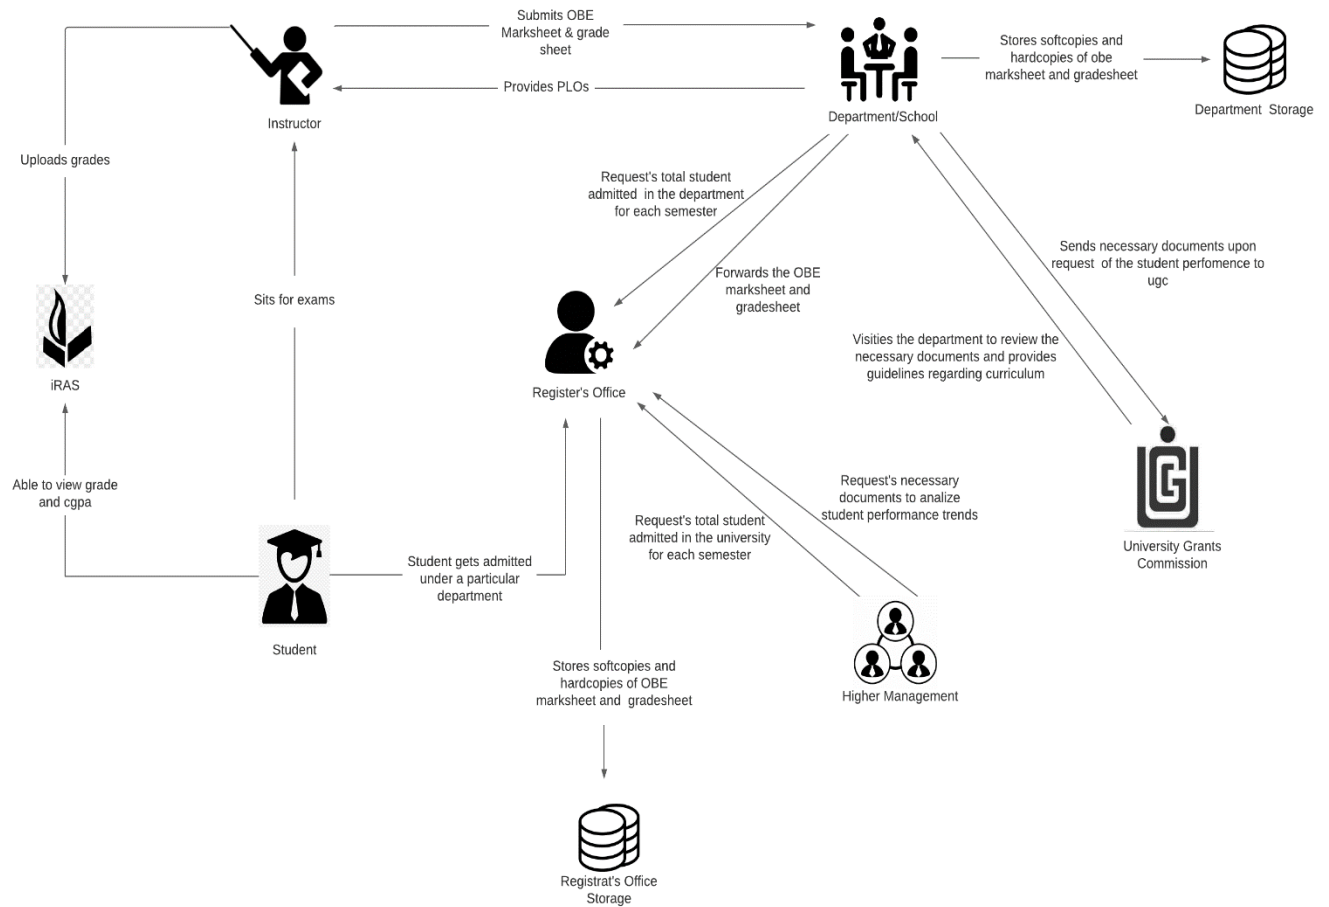 Submits OBE
Marksheet & grade
sheet
Provides PLOs
Instructor
Department/School
Stores softcopies and
hardcopies of obe
marksheet and gradesheet
Department Storage
Uploads grades
Request's total student
admitted in the department
for each semester
Sends necessary documents upon
request of the student perfomence to
ugc
Forwards the OBE
marksheet and
gradesheet
Sits for exams
Visities the department to review the
necessary documents and provides
guidelines regarding curriculum
iRAS
Register's Office
Able to view grade
and cgpa
Request's necessary
documents to analize
student performance trends
Request's total student
admitted in the university
for each semester
UGC
University Grants
Commission
Student gets admitted
under a particular
department
Student
Stores softcopies and
hardcopies of OBE
marksheet and gradesheet
Higher Management
Registrat's Office
Storage